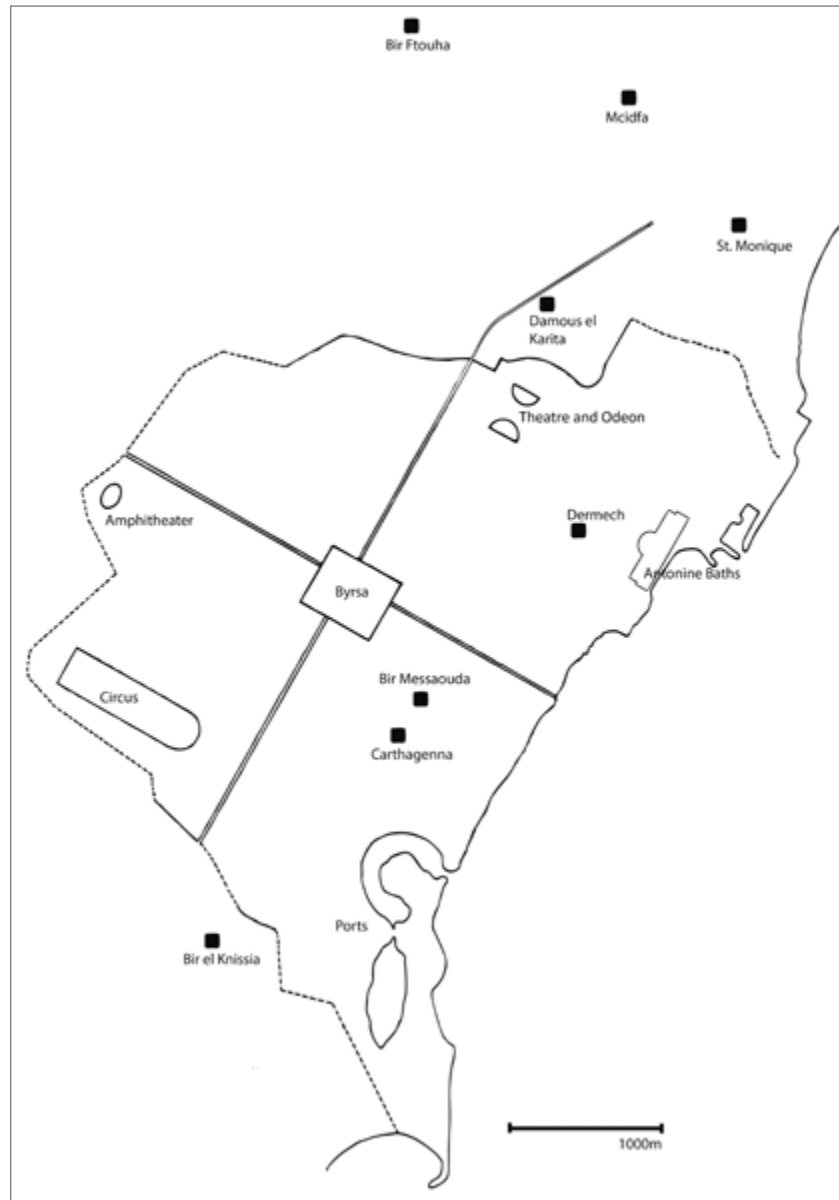 Bir Ftouha
Mcidfa
St. Monique
Damous el
Karita
Theatre and Odeon
Amphitheater
Dermech
Antonine Baths
Byrsa
Bir Messaouda
Circus
Carthagenna
Ports
Bir el Knissia
1000m